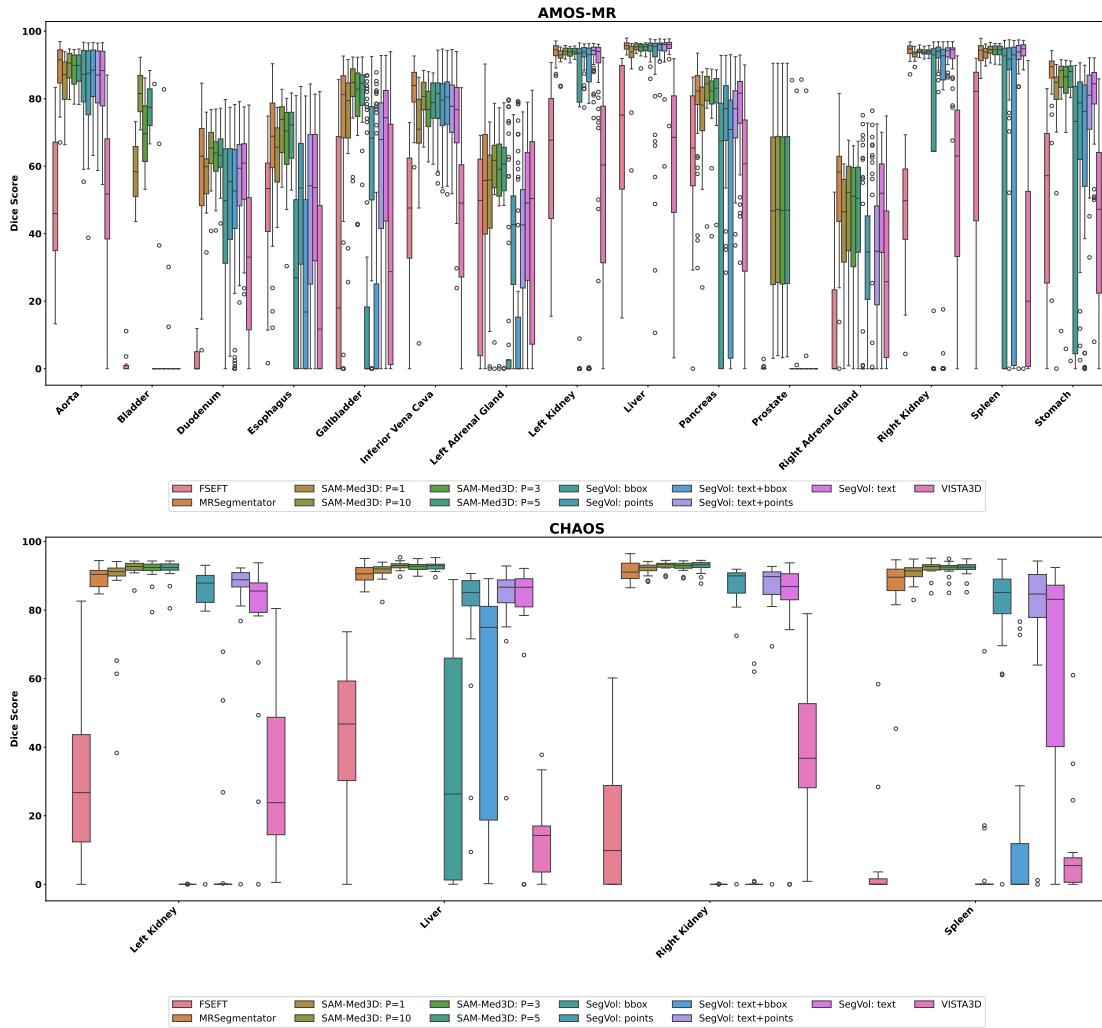 AMOS-MR
100
80
60
40
20
0
Dice Score
Aorta
Bladder
Duodenum
Esophagus
Gallbladder
Inferior Vena Cava
Left Adrenal Gland
Left Kidney
Liver
Pancreas
Prostate
Right Adrenal Gland
Right Kidney
Spleen
Stomach
FSEFT SAM-Med3D: P=1 SAM-Med3D: P=3 SegVol: bbox SegVol: text+bbox SegVol: text VISTA3D
MRSegmentator SAM-Med3D: P=10 SAM-Med3D: P=5 SegVol: points SegVol: text+points
CHAOS
100
80
60
40
20
0
Dice Score
Left Kidney
Liver
Right Kidney
Spleen
FSEFT SAM-Med3D: P=1 SAM-Med3D: P=3 SegVol: bbox SegVol: text+bbox SegVol: text VISTA3D
MRSegmentator SAM-Med3D: P=10 SAM-Med3D: P=5 SegVol: points SegVol: text+points